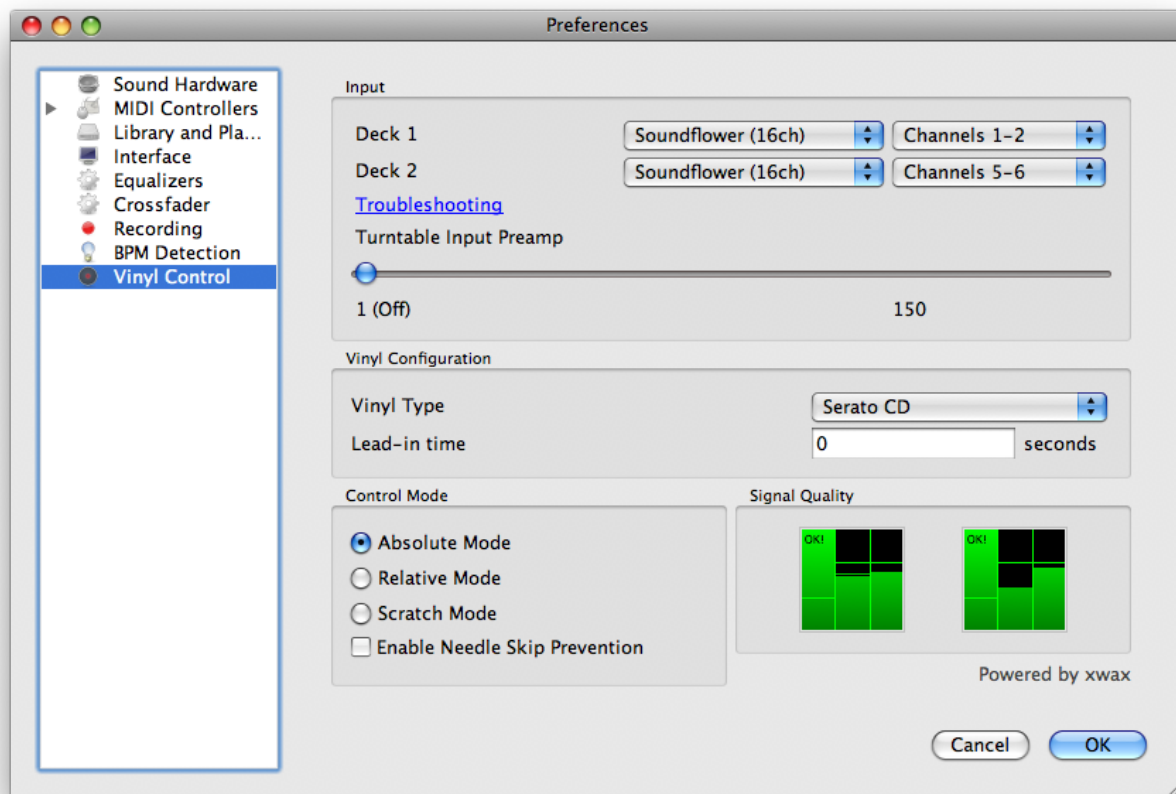 Preferences
Sound Hardware
MIDI Controllers
Library and Pla...
Interface
Equalizers
Crossfader
Recording
BPM Detection
Vinyl Control
Input
Deck 1 Soundflower (16ch) Channels 1-2
Deck 2 Soundflower (16ch) Channels 5-6
Troubleshooting
Turntable Input Preamp
1 (Off) 150
Vinyl Configuration
Vinyl Type Serato CD
Lead-in time 0 seconds
Control Mode
Absolute Mode
Relative Mode
Scratch Mode
Enable Needle Skip Prevention
Signal Quality
OK! OK!
Powered by xwax
Cancel OK